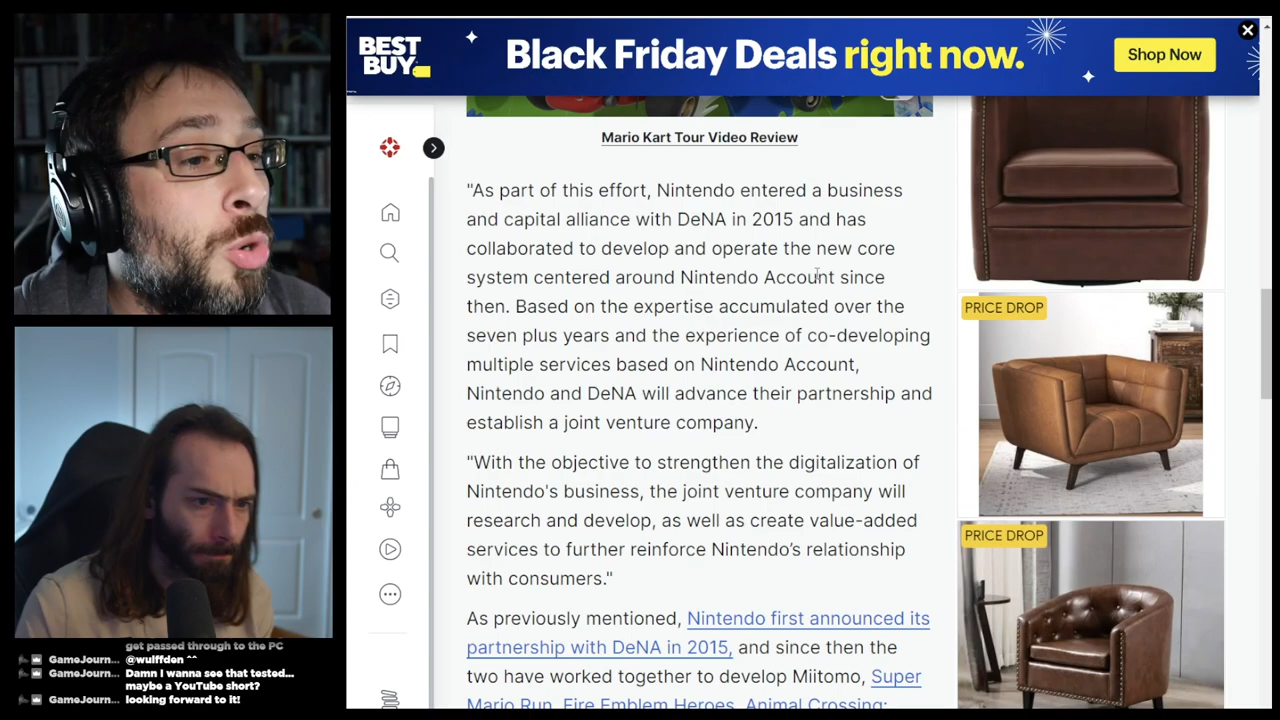 BEST
BUY
Black Friday Deals right now.
Shop Now
Mario Kart Tour Video Review
"As part of this effort, Nintendo entered a business
and capital alliance with DeNA in 2015 and has
collaborated to develop and operate the new core
system centered around Nintendo Account since
then. Based on the expertise accumulated over the
seven plus years and the experience of co-developing
multiple services based on Nintendo Account,
Nintendo and DeNA will advance their partnership and
establish a joint venture company.
"With the objective to strengthen the digitalization of
Nintendo's business, the joint venture company will
research and develop, as well as create value-added
services to further reinforce Nintendo's relationship
with consumers."
As previously mentioned, Nintendo first announced its
partnership with DeNA in 2015, and since then the
two have worked together to develop Miitomo, Super
Mario Run, Fire Emblem Heroes, Animal Crossing:
PRICE DROP
PRICE DROP
get passed through to the PC
GameJourn... @wulffden ^^
GameJourn... Damn I wanna see that tested...
maybe a YouTube short?
GameJourn... looking forward to it!